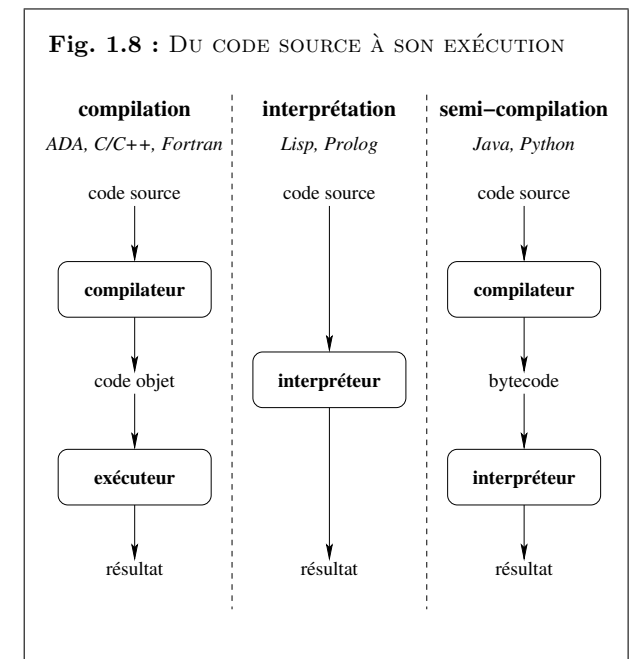 Fig. 1.8 : Du code source à son exécution
compilation
ADA, C/C++, Fortran
code source
compilateur
code objet
exécuteur
résultat
interprétation
Lisp, Prolog
code source
interpréteur
résultat
semi−compilation
Java, Python
code source
compilateur
bytecode
interpréteur
résultat